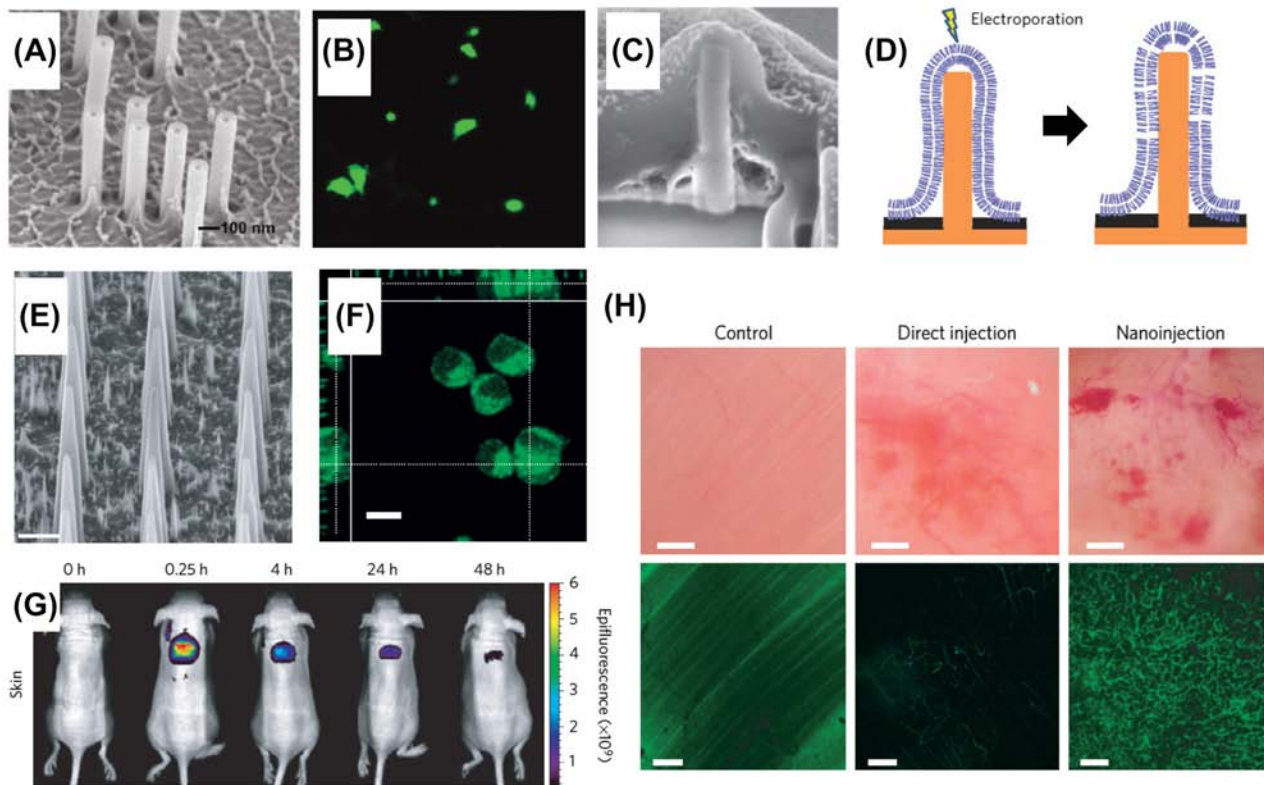 (A)
100 nm
(B)
(C)
(D)
Electroporation
(E)
(F)
(G)
0 h
0.25 h
4 h
24 h
48 h
Skin
6
5
4
3
2
1
Epifluorescence (×10⁹)
(H)
Control
Direct injection
Nanoinjection